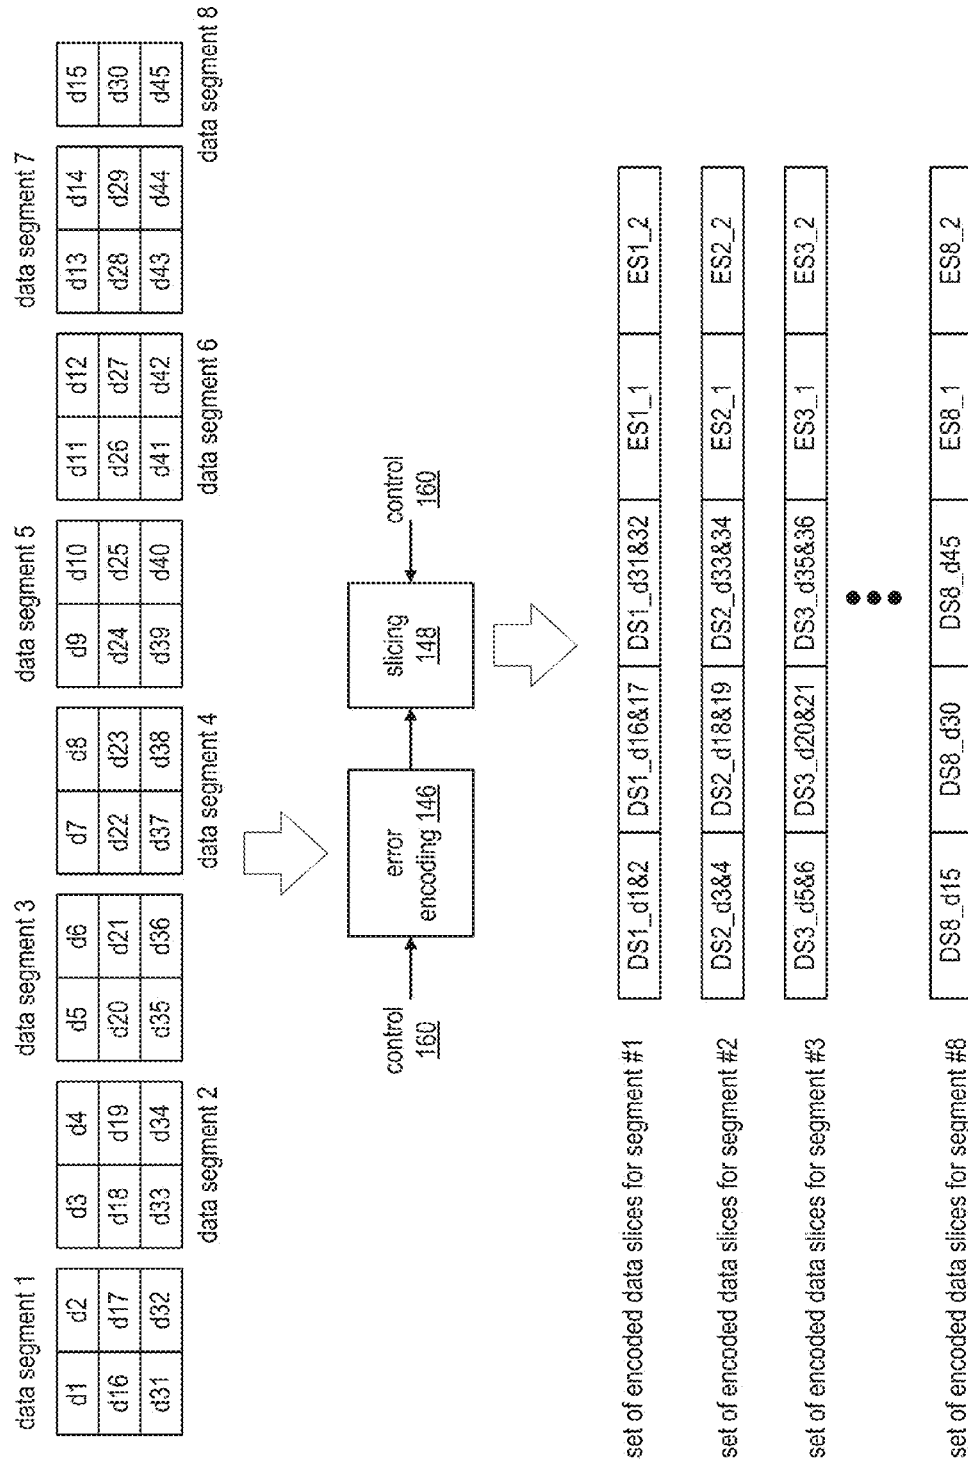 data segment 1
data segment 3
data segment 5
data segment 7
d1 d2 d3 d4 d5 d6 d7 d8 d9 d10 d11 d12 d13 d14 d15
d16 d17 d18 d19 d20 d21 d22 d23 d24 d25 d26 d27 d28 d29 d30
d31 d32 d33 d34 d35 d36 d37 d38 d39 d40 d41 d42 d43 d44 d45
data segment 2
data segment 4
data segment 6
data segment 8
control
160
error
encoding 146
slicing
148
control
160
set of encoded data slices for segment #1 DS1_d1&2 DS1_d16&17 DS1_d31&32 ES1_1 ES1_2
set of encoded data slices for segment #2 DS2_d3&4 DS2_d18&19 DS2_d33&34 ES2_1 ES2_2
set of encoded data slices for segment #3 DS3_d5&6 DS3_d20&21 DS3_d35&36 ES3_1 ES3_2
set of encoded data slices for segment #8 DS8_d15 DS8_d30 DS8_d45 ES8_1 ES8_2